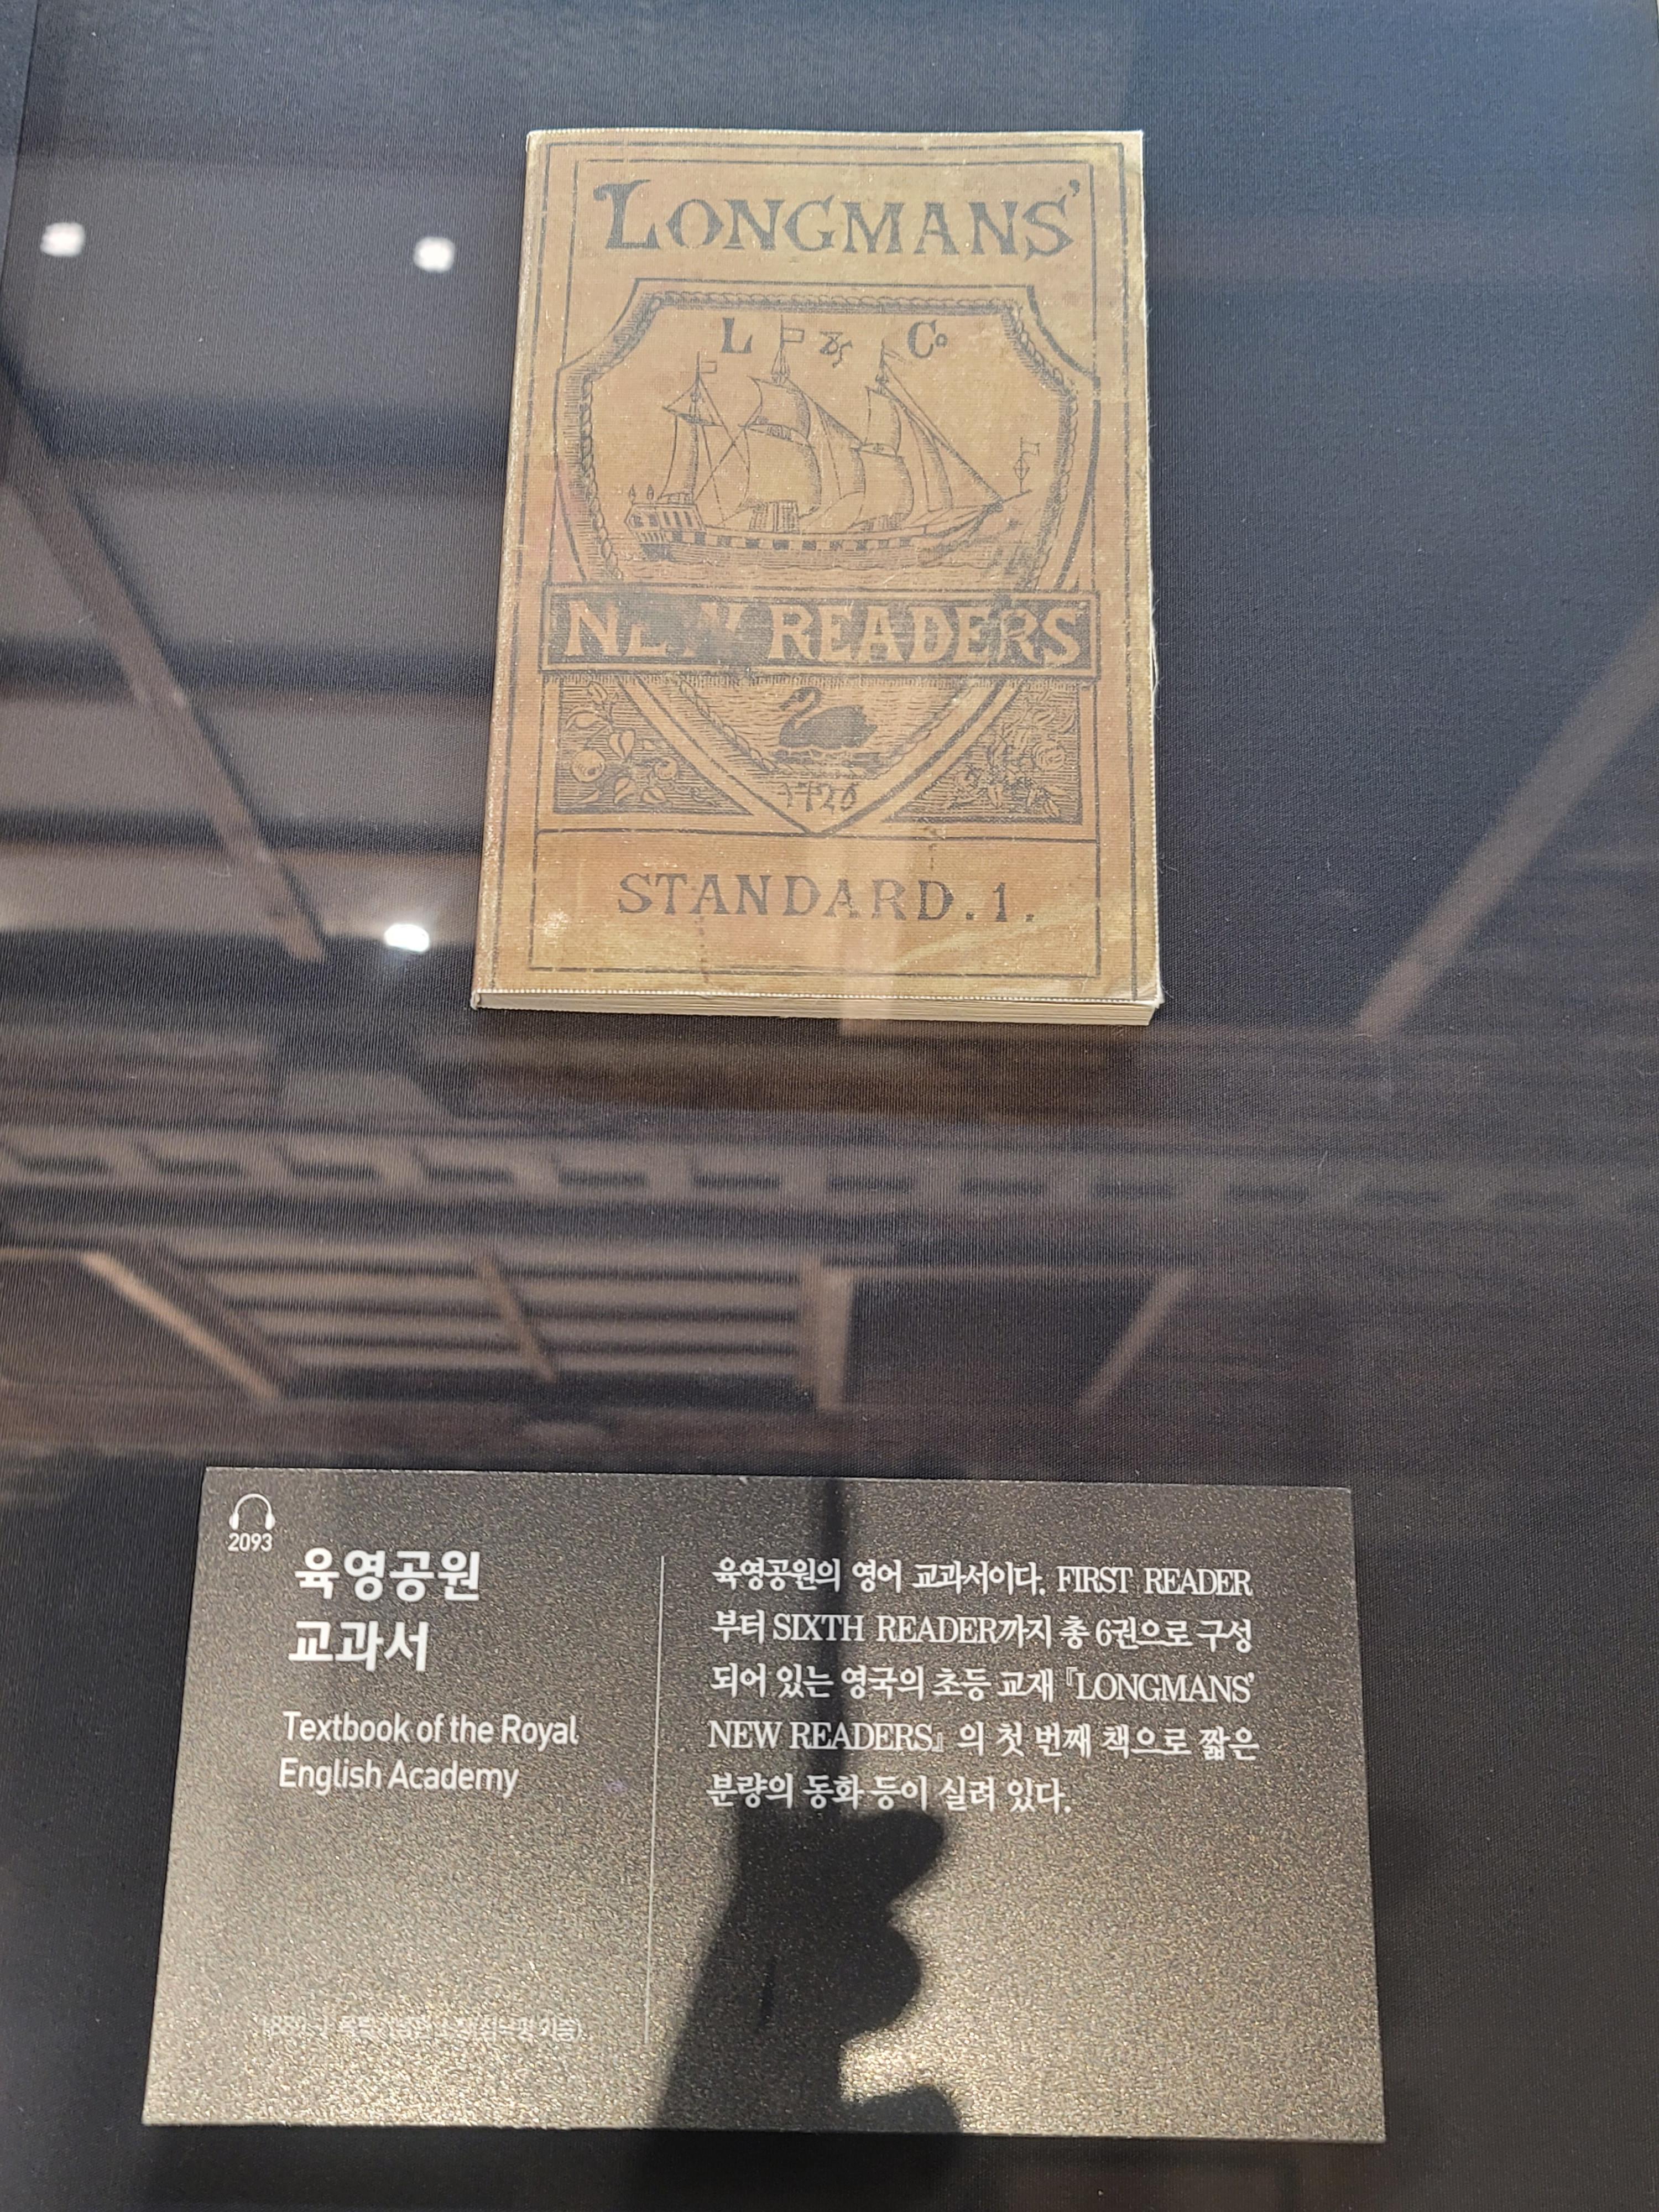 LONGMANS'
L & Co
NEW READERS
STANDARD.1.
2093
육영공원
교과서
Textbook of the Royal
English Academy
육영공원의 영어 교과서이다. FIRST READER
부터 SIXTH READER까지 총 6권으로 구성
되어 있는 영국의 초등 교재 『LONGMANS'
NEW READERS』의 첫 번째 책으로 짧은
분량의 동화 등이 실려 있다.